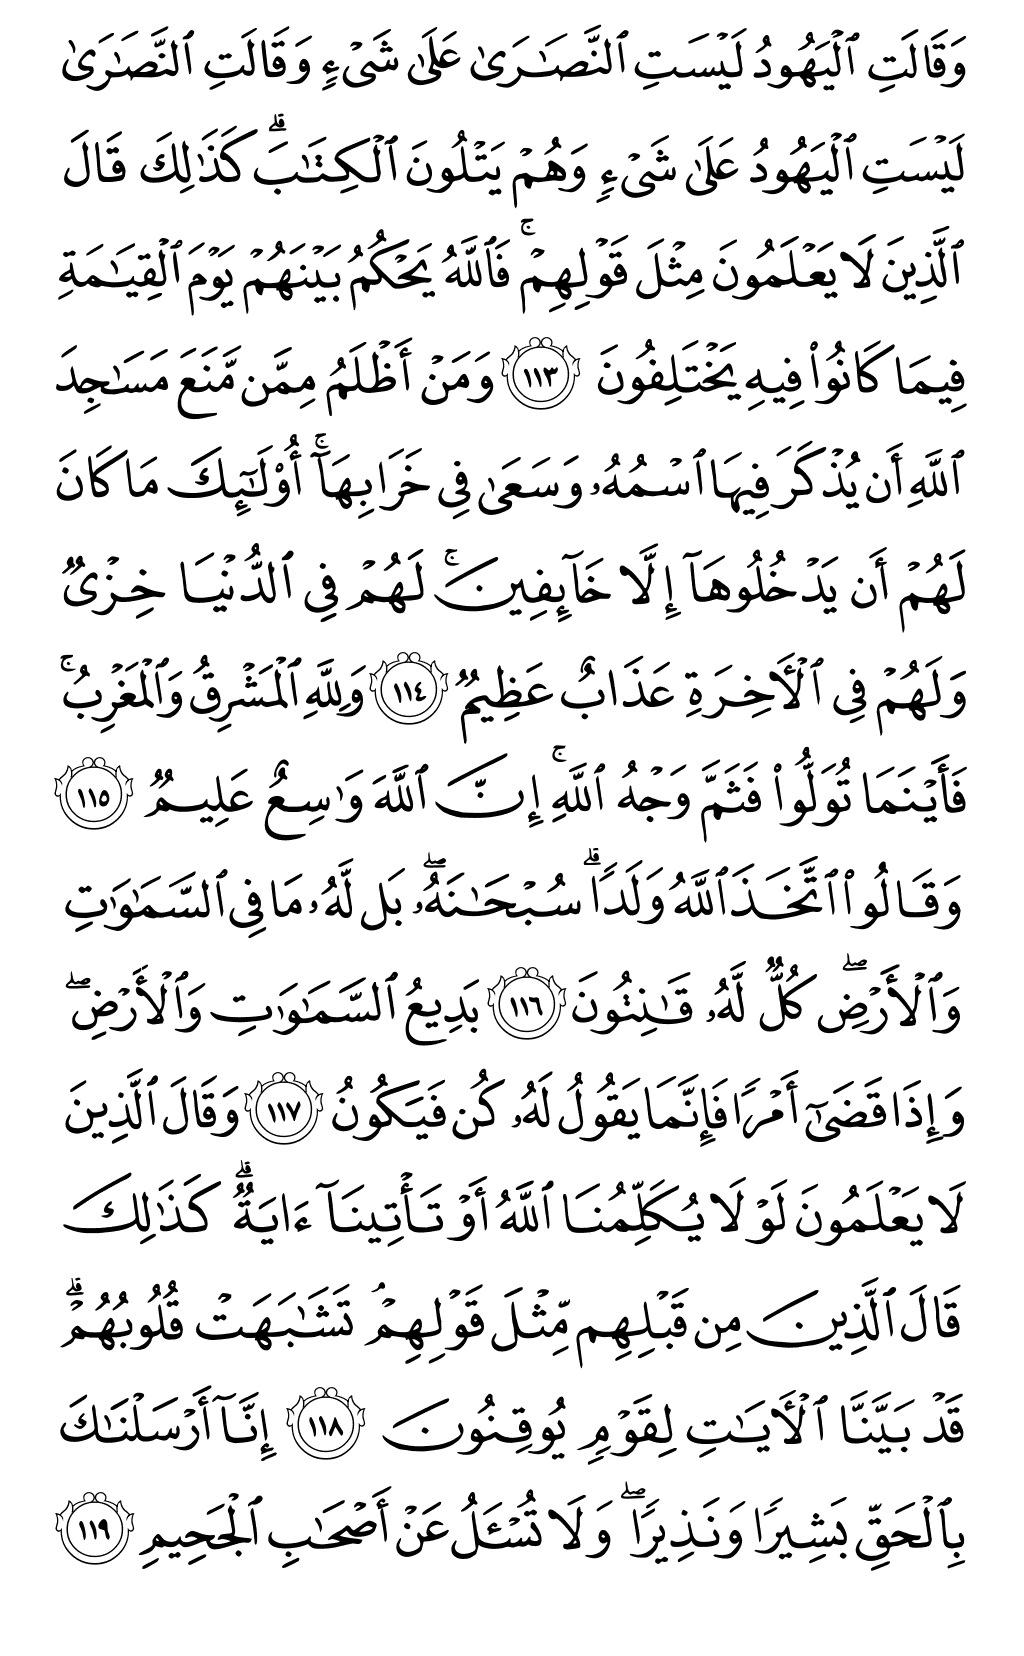 وَقَالَتِ ٱلْيَهُودُ لَيْسَتِ ٱلنَّصَـٰرَىٰ عَلَىٰ شَىْءٍ وَقَالَتِ ٱلنَّصَـٰرَىٰ
لَيْسَتِ ٱلْيَهُودُ عَلَىٰ شَىْءٍ وَهُمْ يَتْلُونَ ٱلْكِتَـٰبَ ۗ كَذَٰلِكَ قَالَ
ٱلَّذِينَ لَا يَعْلَمُونَ مِثْلَ قَوْلِهِمْ ۚ فَٱللَّهُ يَحْكُمُ بَيْنَهُمْ يَوْمَ ٱلْقِيَـٰمَةِ
فِيمَا كَانُوا۟ فِيهِ يَخْتَلِفُونَ ١١٣ وَمَنْ أَظْلَمُ مِمَّن مَّنَعَ مَسَـٰجِدَ
ٱللَّهِ أَن يُذْكَرَ فِيهَا ٱسْمُهُۥ وَسَعَىٰ فِى خَرَابِهَآ ۚ أُو۟لَـٰٓئِكَ مَا كَانَ
لَهُمْ أَن يَدْخُلُوهَآ إِلَّا خَآئِفِينَ ۚ لَهُمْ فِى ٱلدُّنْيَا خِزْىٌ
وَلَهُمْ فِى ٱلْـَٔاخِرَةِ عَذَابٌ عَظِيمٌ ١١٤ وَلِلَّهِ ٱلْمَشْرِقُ وَٱلْمَغْرِبُ ۚ
فَأَيْنَمَا تُوَلُّوا۟ فَثَمَّ وَجْهُ ٱللَّهِ ۚ إِنَّ ٱللَّهَ وَٰسِعٌ عَلِيمٌ ١١٥
وَقَالُوا۟ ٱتَّخَذَ ٱللَّهُ وَلَدًا ۗ سُبْحَـٰنَهُۥ ۖ بَل لَّهُۥ مَا فِى ٱلسَّمَـٰوَٰتِ
وَٱلْأَرْضِ ۖ كُلٌّ لَّهُۥ قَـٰنِتُونَ ١١٦ بَدِيعُ ٱلسَّمَـٰوَٰتِ وَٱلْأَرْضِ ۖ
وَإِذَا قَضَىٰٓ أَمْرًا فَإِنَّمَا يَقُولُ لَهُۥ كُن فَيَكُونُ ١١٧ وَقَالَ ٱلَّذِينَ
لَا يَعْلَمُونَ لَوْلَا يُكَلِّمُنَا ٱللَّهُ أَوْ تَأْتِينَآ ءَايَةٌ ۗ كَذَٰلِكَ
قَالَ ٱلَّذِينَ مِن قَبْلِهِم مِّثْلَ قَوْلِهِمْ ۘ تَشَـٰبَهَتْ قُلُوبُهُمْ ۗ
قَدْ بَيَّنَّا ٱلْـَٔايَـٰتِ لِقَوْمٍ يُوقِنُونَ ١١٨ إِنَّآ أَرْسَلْنَـٰكَ
بِٱلْحَقِّ بَشِيرًا وَنَذِيرًا ۖ وَلَا تُسْـَٔلُ عَنْ أَصْحَـٰبِ ٱلْجَحِيمِ ١١٩